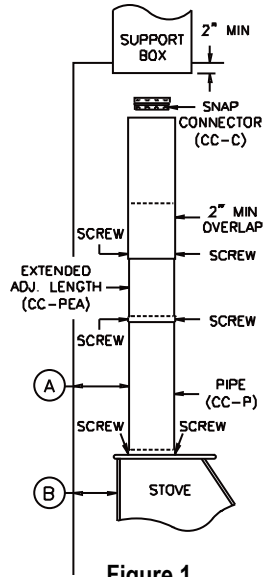 2" MIN
SUPPORT
BOX
SNAP
CONNECTOR
(CC-C)
2" MIN
OVERLAP
SCREW
SCREW
EXTENDED
ADJ. LENGTH
(CC-PEA)
SCREW
SCREW
A
PIPE
(CC-P)
SCREW
SCREW
B
STOVE
Figure 1